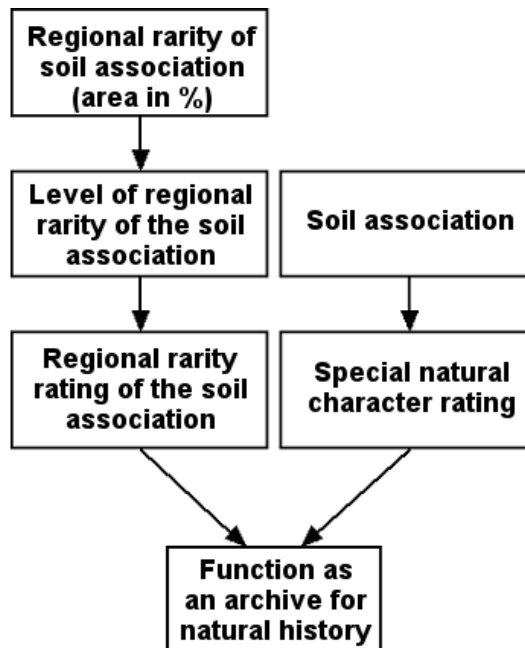 Regional rarity of
soil association
(area in %)
Level of regional
rarity of the soil
association
Soil association
Regional rarity
rating of the soil
association
Special natural
character rating
Function as
an archive for
natural history